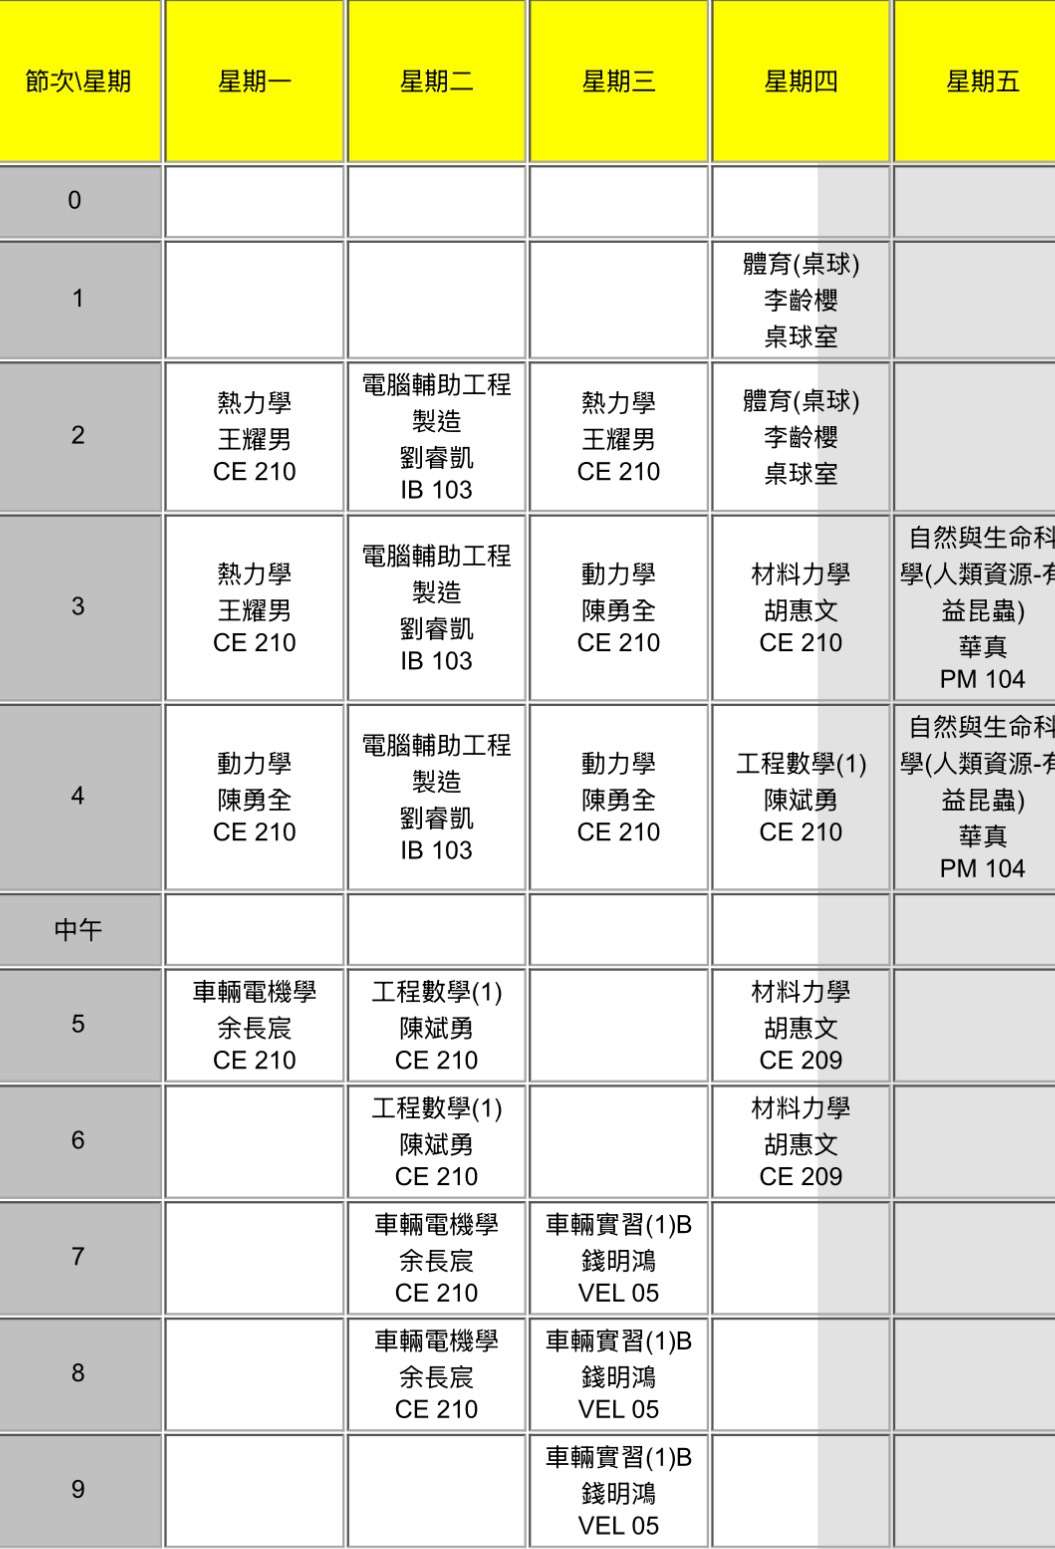 節次\星期 星期一 星期二 星期三 星期四 星期五
0
1
體育(桌球)
李齡櫻
桌球室
2
熱力學
王耀男
CE 210
電腦輔助工程
製造
劉睿凱
IB 103
熱力學
王耀男
CE 210
體育(桌球)
李齡櫻
桌球室
3
熱力學
王耀男
CE 210
電腦輔助工程
製造
劉睿凱
IB 103
動力學
陳勇全
CE 210
材料力學
胡惠文
CE 210
自然與生命科
學(人類資源-有
益昆蟲)
華真
PM 104
4
動力學
陳勇全
CE 210
電腦輔助工程
製造
劉睿凱
IB 103
動力學
陳勇全
CE 210
工程數學(1)
陳斌勇
CE 210
自然與生命科
學(人類資源-有
益昆蟲)
華真
PM 104
中午
5
車輛電機學
余長宸
CE 210
工程數學(1)
陳斌勇
CE 210
材料力學
胡惠文
CE 209
6
工程數學(1)
陳斌勇
CE 210
材料力學
胡惠文
CE 209
7
車輛電機學
余長宸
CE 210
車輛實習(1)B
錢明鴻
VEL 05
8
車輛電機學
余長宸
CE 210
車輛實習(1)B
錢明鴻
VEL 05
9
車輛實習(1)B
錢明鴻
VEL 05